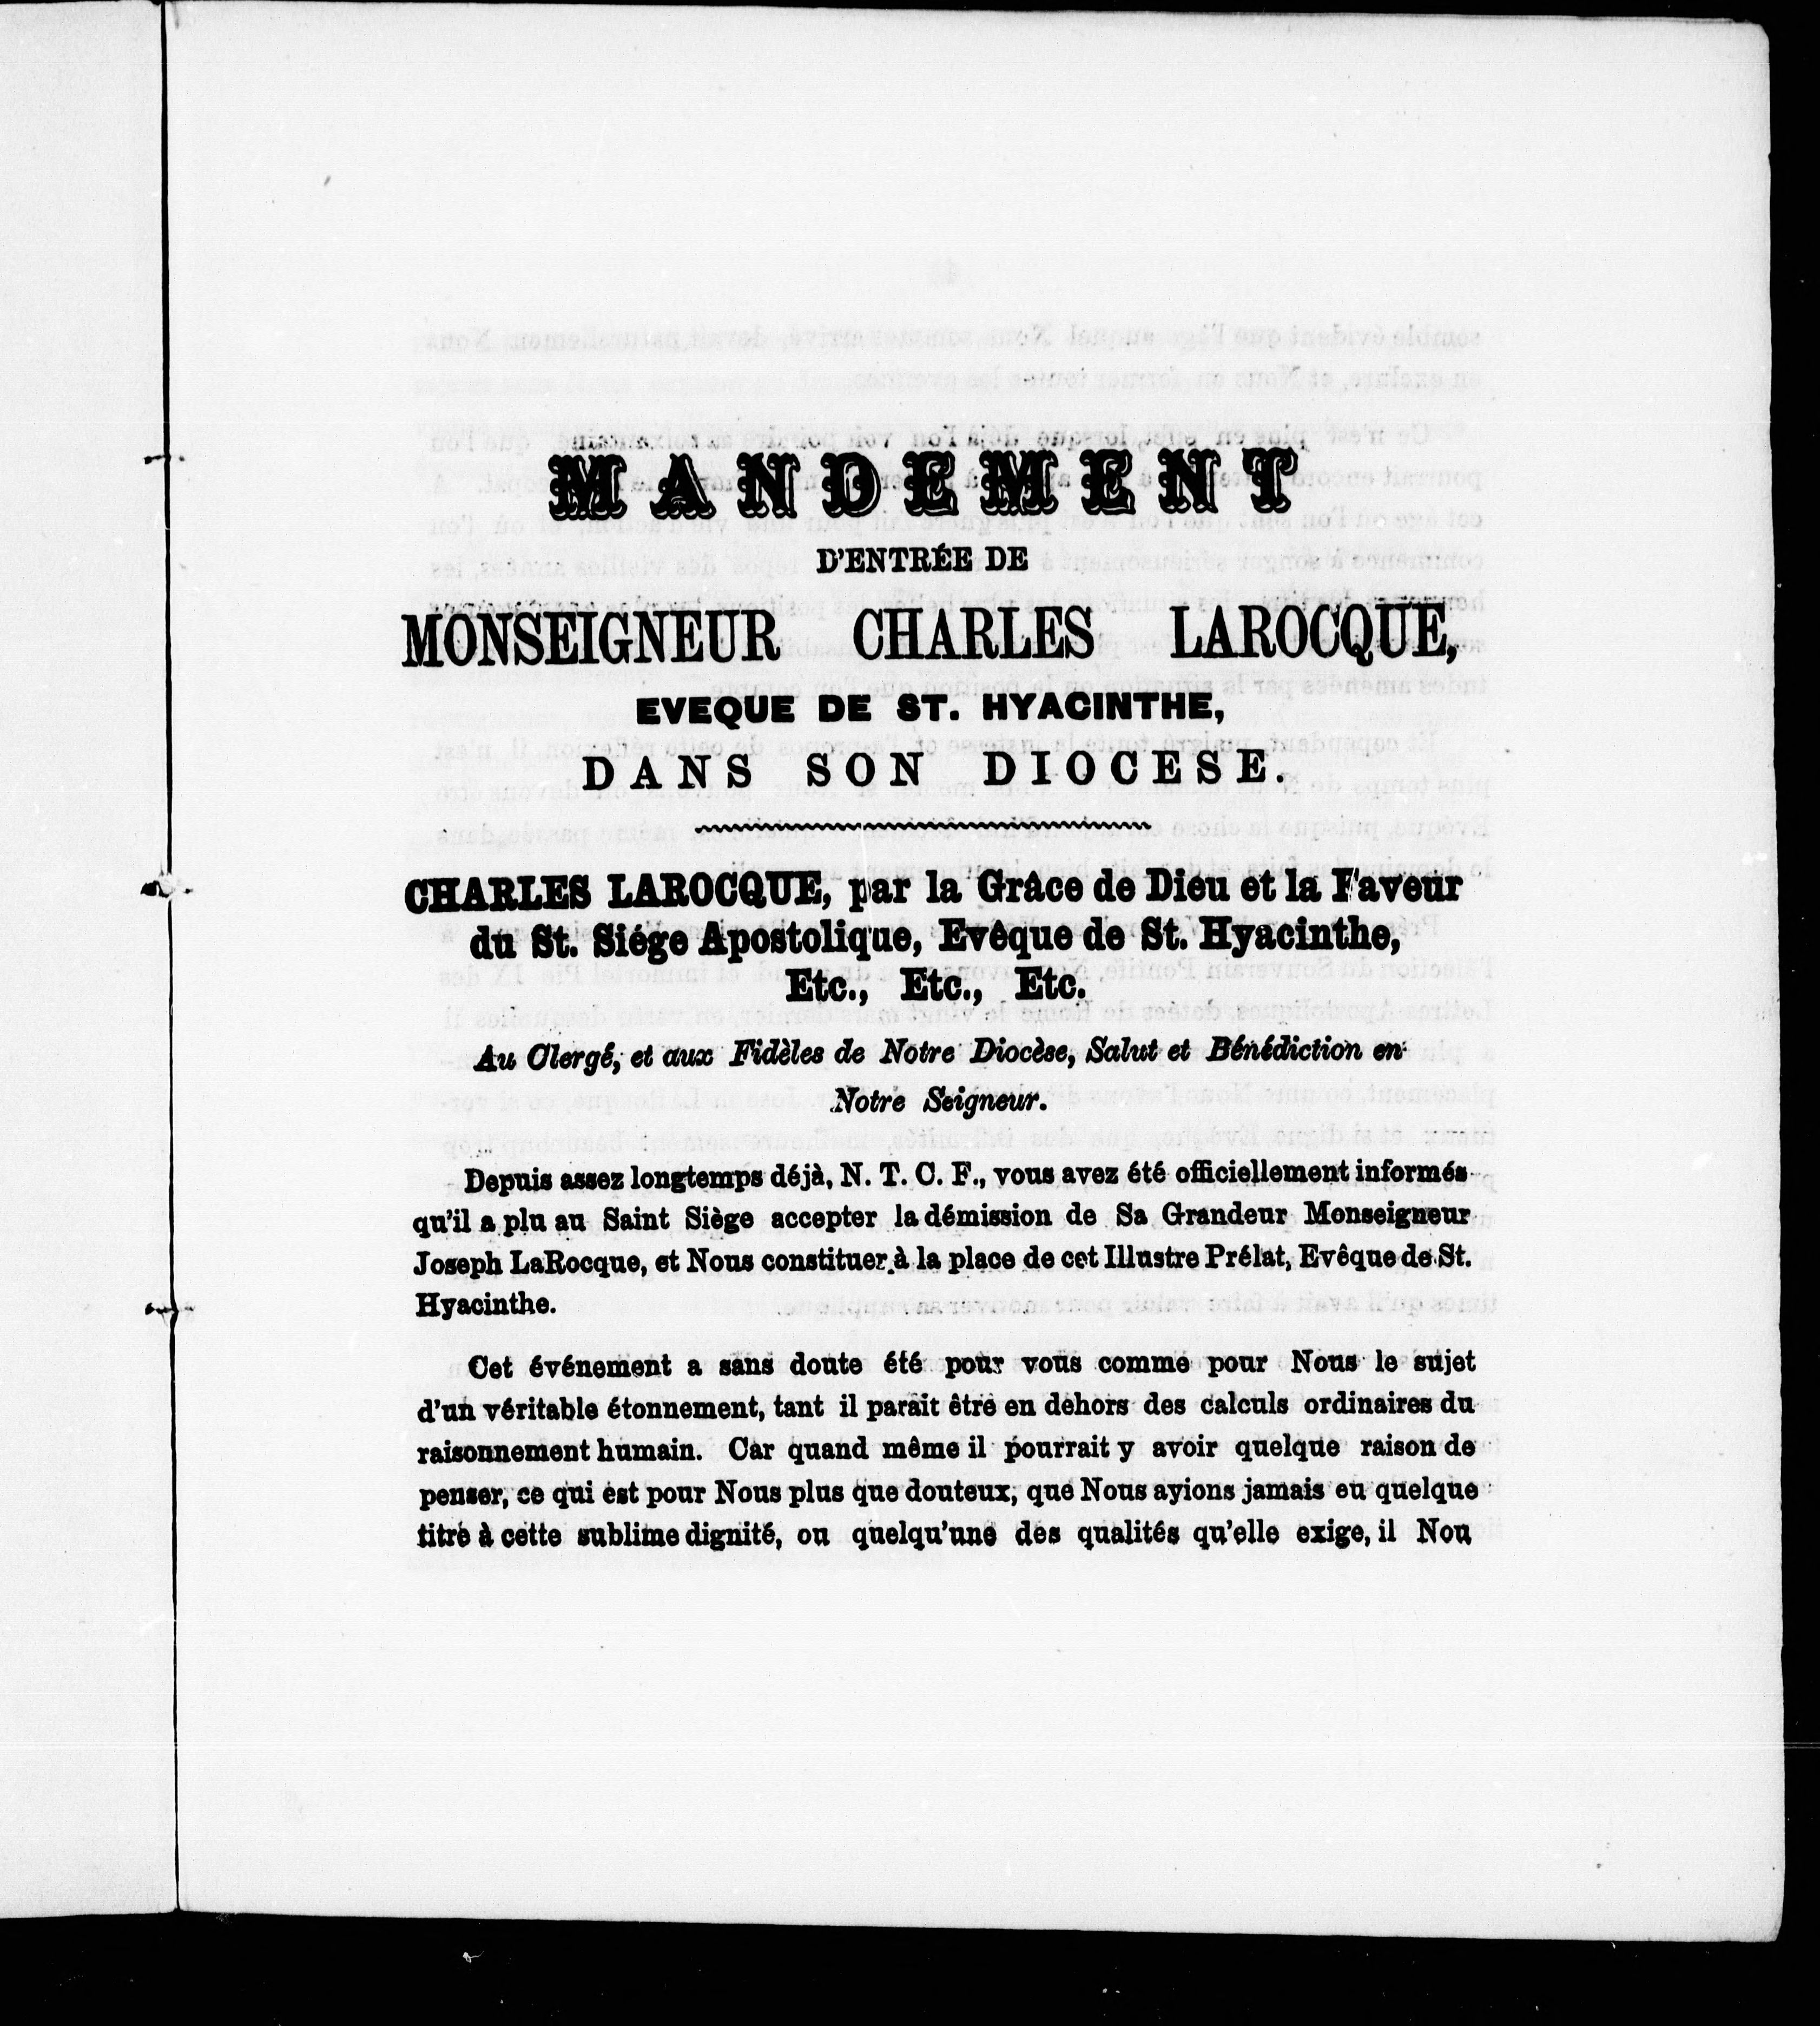 MANDEMENT
D'ENTRÉE DE
MONSEIGNEUR CHARLES LAROCQUE,
EVEQUE DE ST. HYACINTHE,
DANS SON DIOCESE.
CHARLES LAROCQUE, par la Grâce de Dieu et la Faveur
du St. Siége Apostolique, Evêque de St. Hyacinthe,
Etc., Etc., Etc.
Au Clergé, et aux Fidèles de Notre Diocèse, Salut et Bénédiction en
Notre Seigneur.
Depuis assez longtemps déjà, N. T. C. F., vous avez été officiellement informés
qu'il a plu au Saint Siège accepter la démission de Sa Grandeur Monseigneur
Joseph LaRocque, et Nous constituer à la place de cet Illustre Prélat, Evêque de St.
Hyacinthe.
Cet événement a sans doute été pour vous comme pour Nous le sujet
d'un véritable étonnement, tant il parait être en dehors des calculs ordinaires du
raisonnement humain. Car quand même il pourrait y avoir quelque raison de
penser, ce qui est pour Nous plus que douteux, que Nous ayions jamais eu quelque
titre à cette sublime dignité, ou quelqu'une des qualités qu'elle exige, il Nou